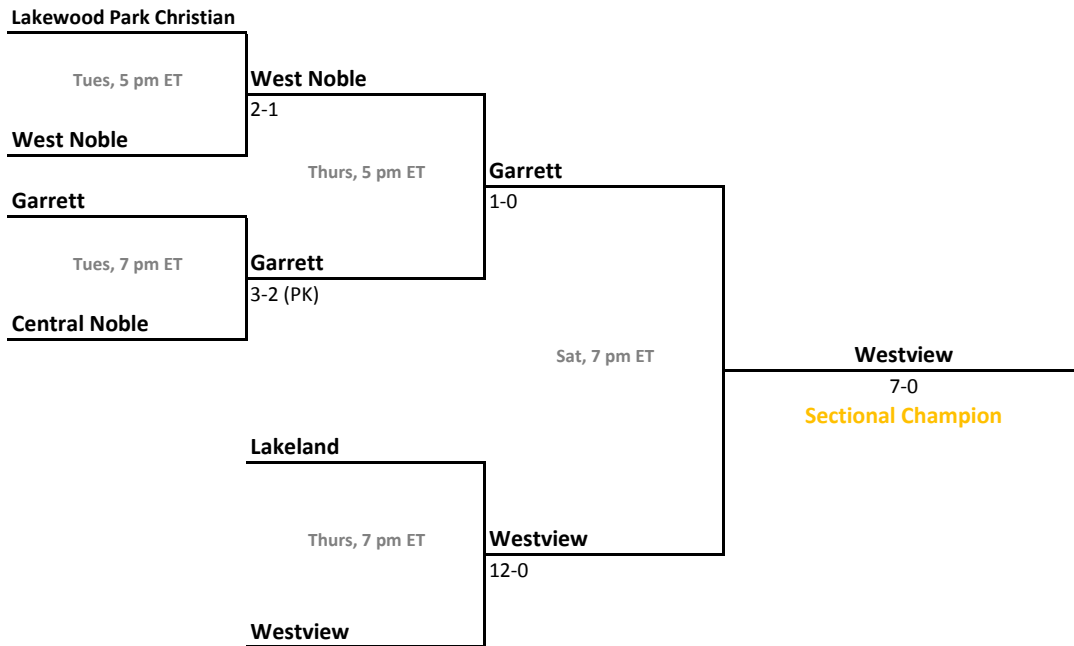 Lakewood Park Christian
Tues, 5 pm ET
West Noble
2-1
West Noble
Thurs, 5 pm ET
Garrett
1-0
Garrett
Tues, 7 pm ET
Garrett
3-2 (PK)
Central Noble
Sat, 7 pm ET
Westview
7-0
Sectional Champion
Lakeland
Thurs, 7 pm ET
Westview
12-0
Westview